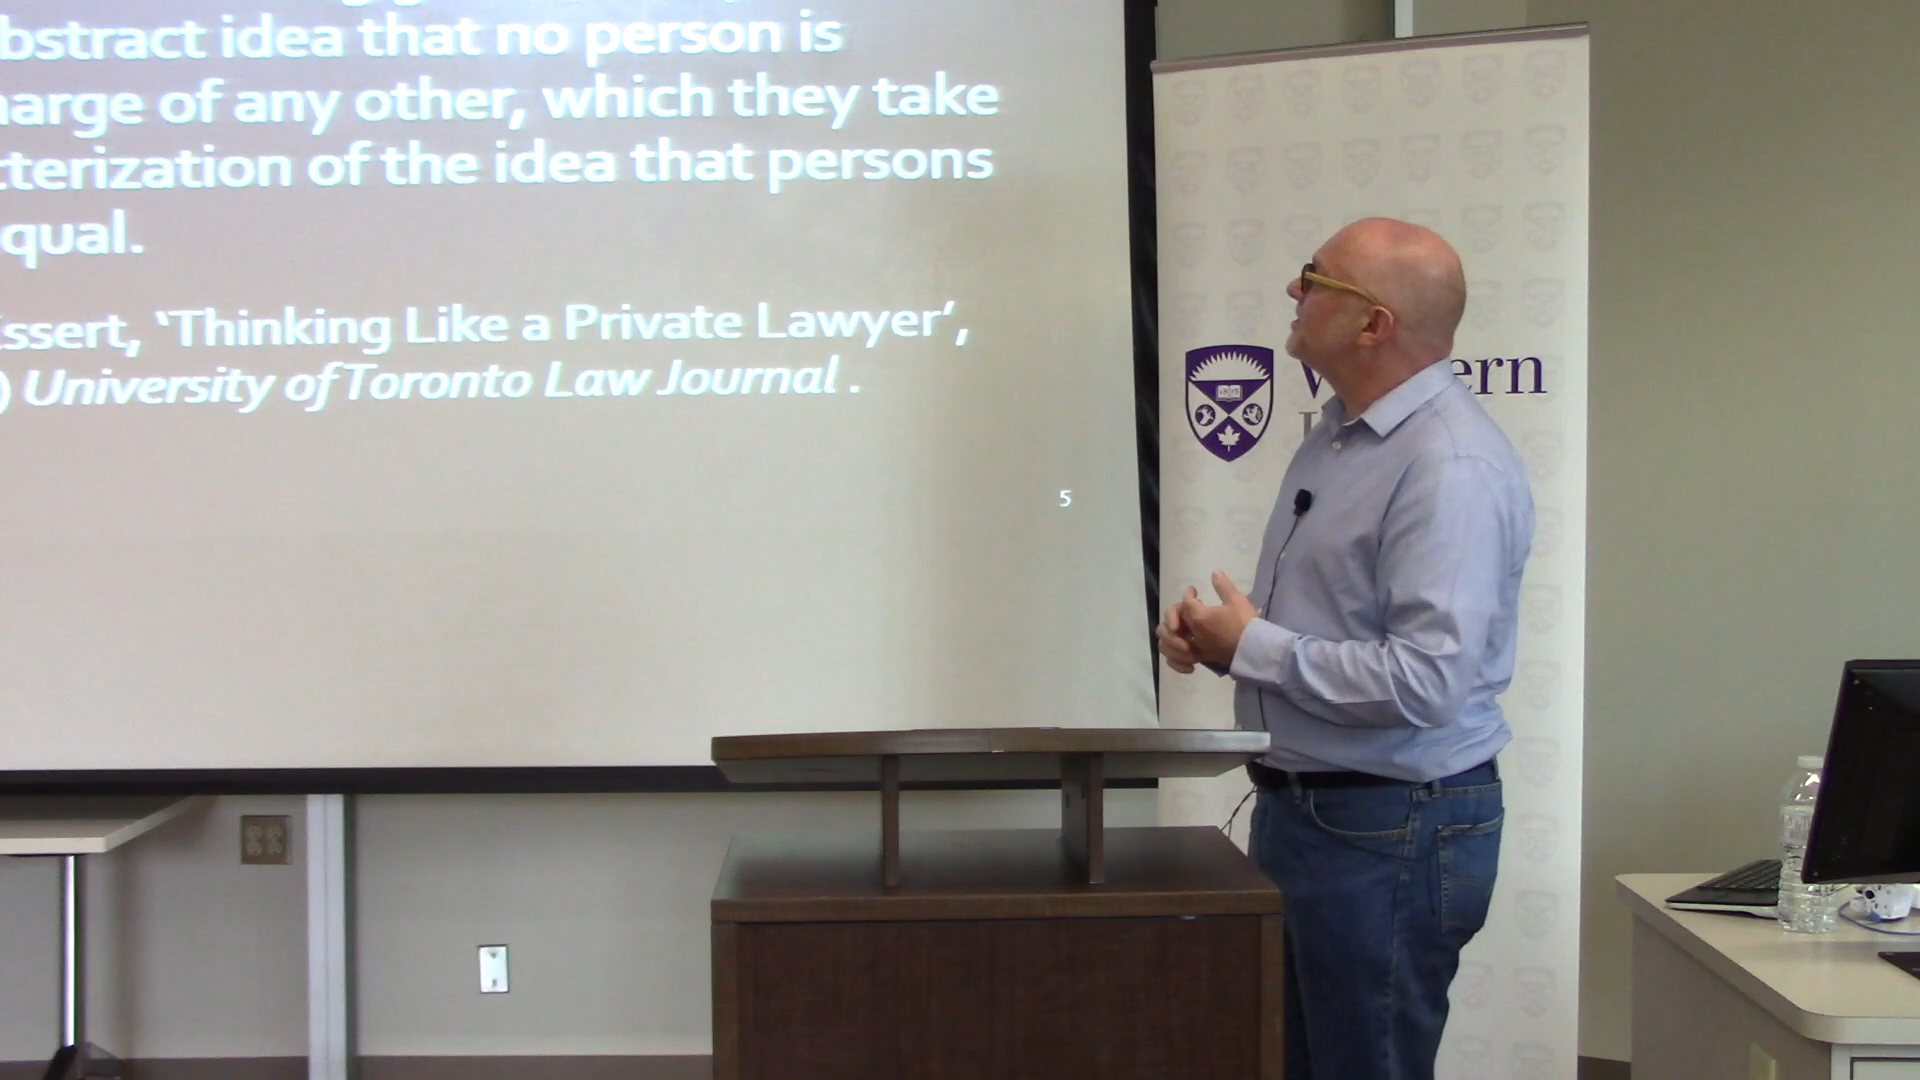 bstract idea that no person is
harge of any other, which they take
cterization of the idea that persons
qual.
Essert, ‘Thinking Like a Private Lawyer’,
) University of Toronto Law Journal .
5